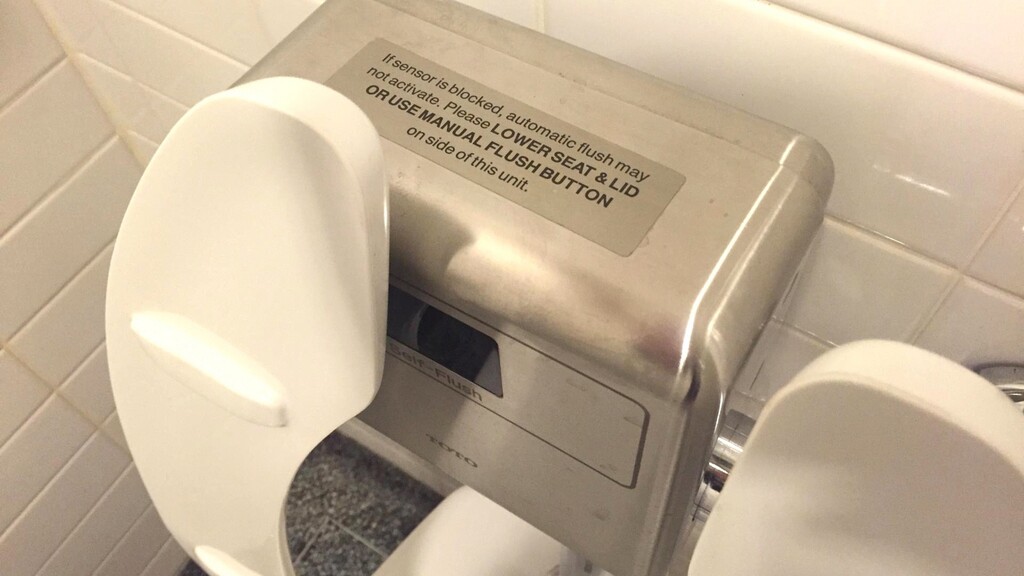 If sensor is blocked, automatic flush may
not activate. Please LOWER SEAT & LID
OR USE MANUAL FLUSH BUTTON
on side of this unit.
Self-Flush
TOTO